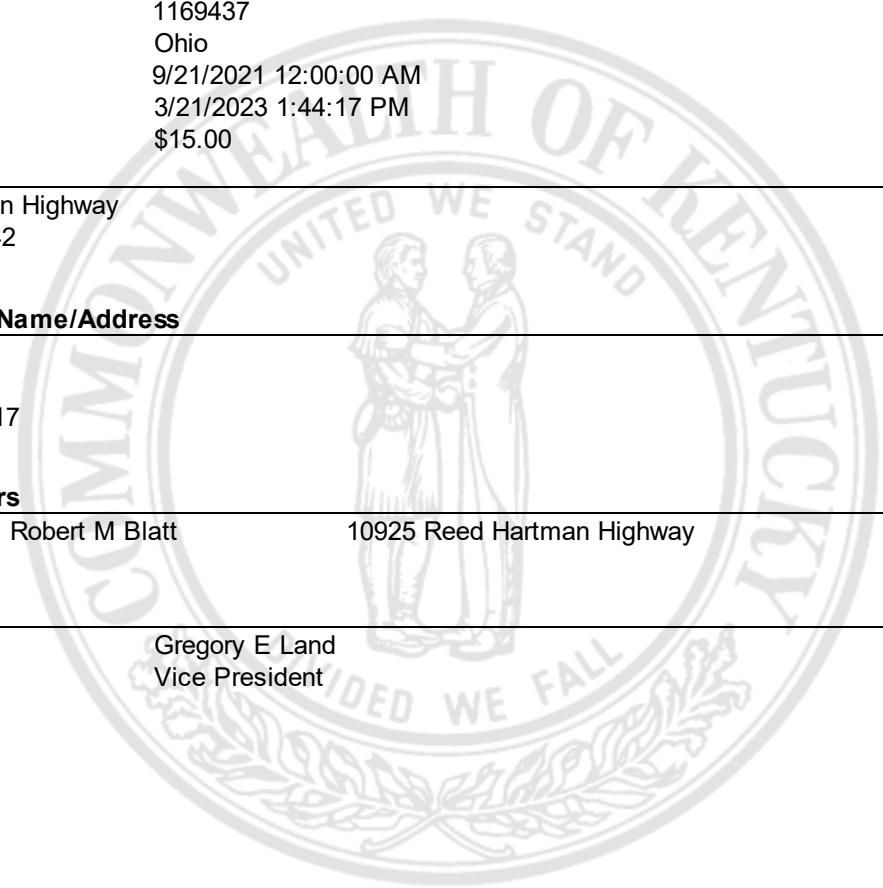 1169437
Ohio
9/21/2021 12:00:00 AM
3/21/2023 1:44:17 PM
$15.00
n Highway
2
Name/Address
17
rs
Robert M Blatt 10925 Reed Hartman Highway
Gregory E Land
Vice President
COMMONWEALTH OF KENTUCKY
UNITED WE STAND
DIVIDED WE FALL